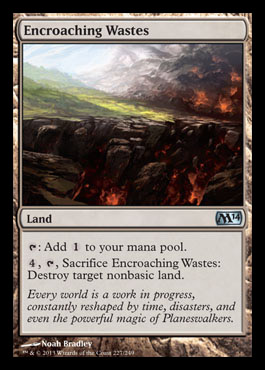 Encroaching Wastes
Land
M14
: Add 1 to your mana pool.
4, , Sacrifice Encroaching Wastes:
Destroy target nonbasic land.
Every world is a work in progress,
constantly reshaped by time, disasters, and
even the powerful magic of Planeswalkers.
Noah Bradley
™ & © 2013 Wizards of the Coast 227/249